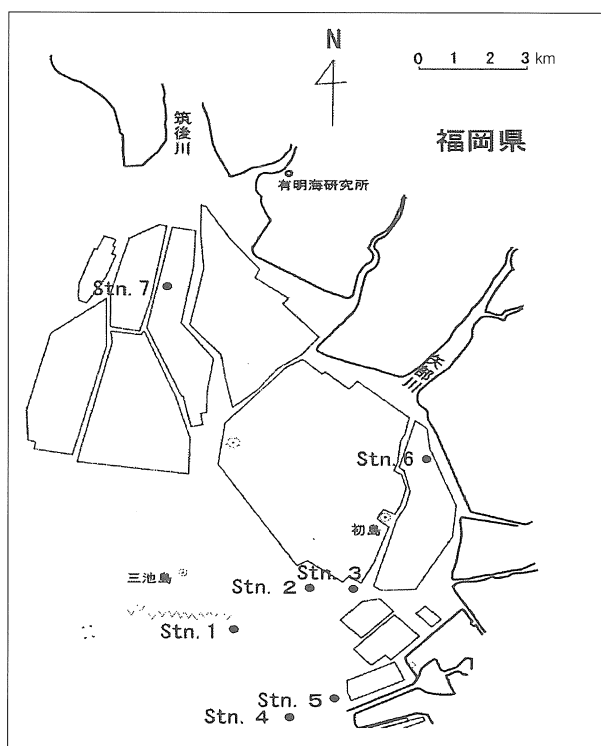 N
0 1 2 3 km
筑後川
福岡県
有明海研究所
Stn. 7
矢部川
Stn. 6
初島
三池島
Stn. 2
Stn. 3
Stn. 1
Stn. 5
Stn. 4